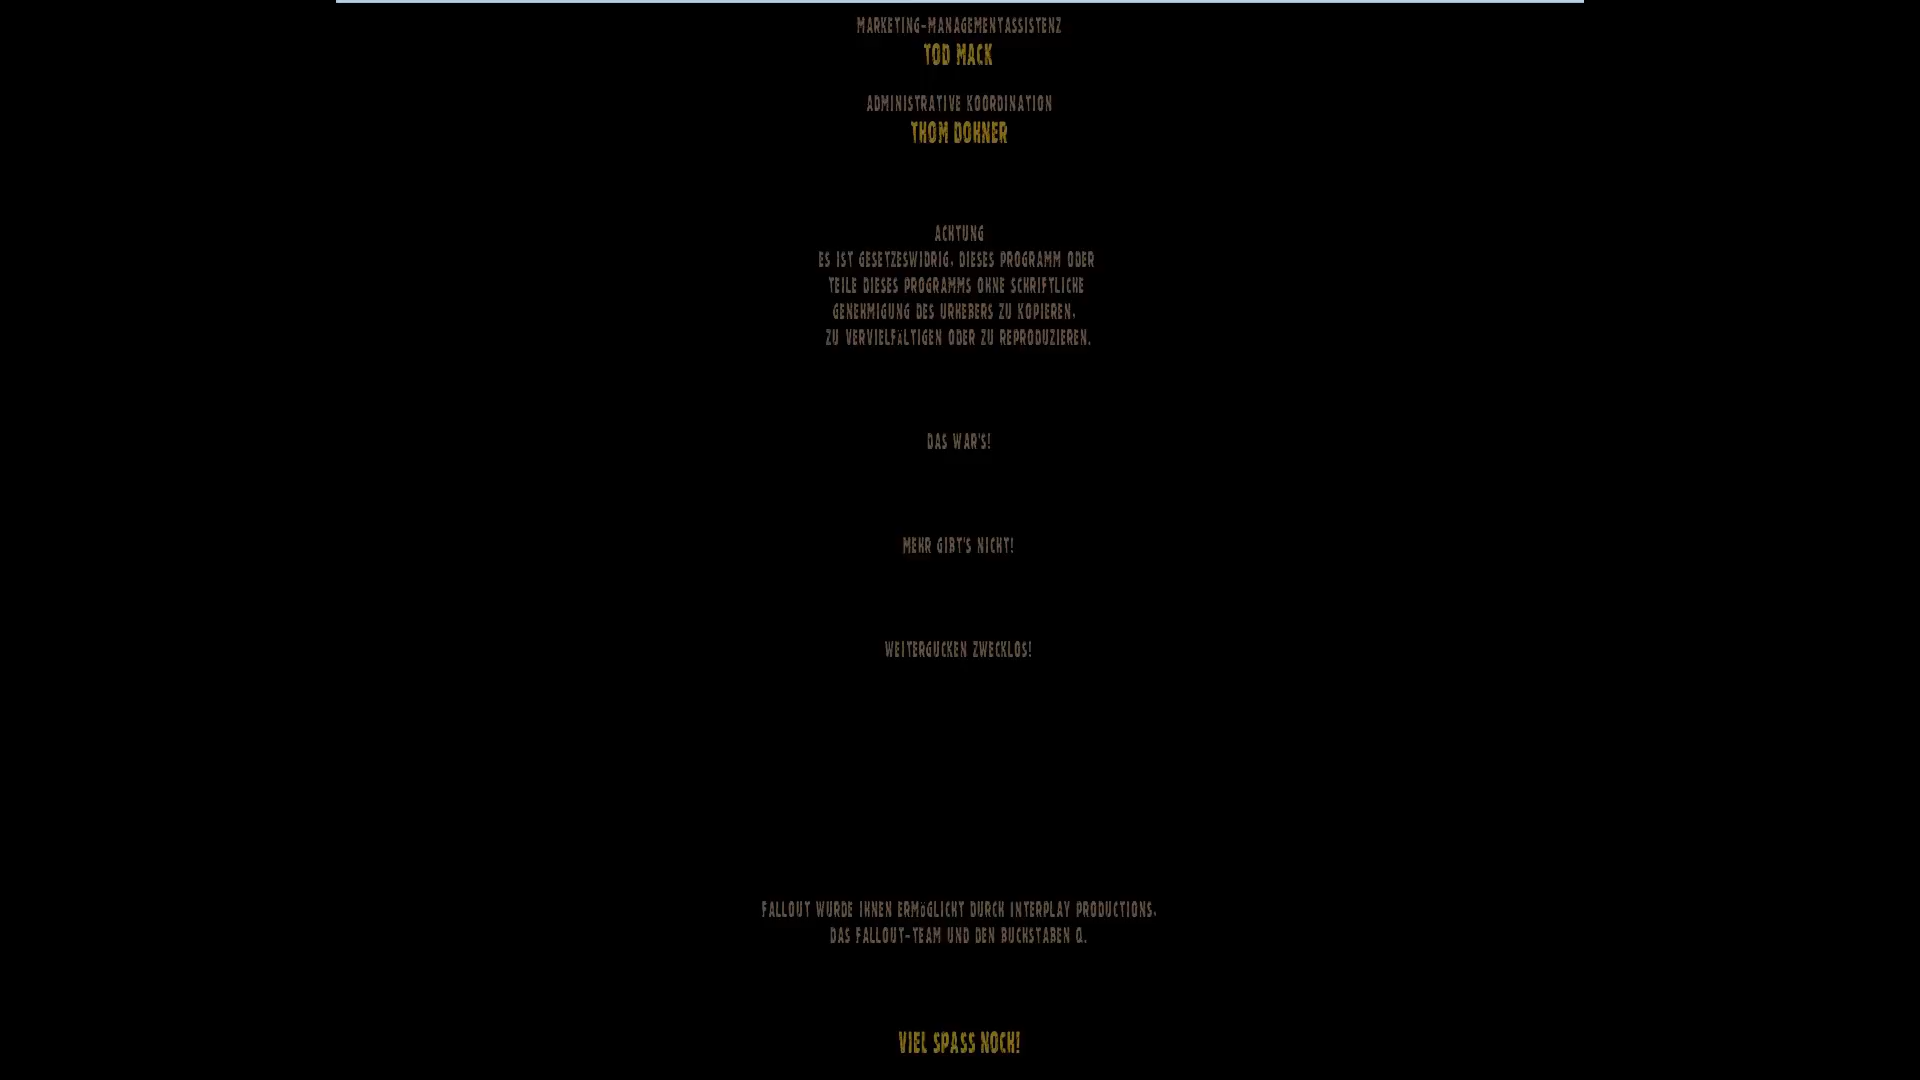 MARKETING-MANAGEMENTASSISTENZ
TOD MACK
ADMINISTRATIVE KOORDINATION
THOM DOHNER
ACHTUNG
ES IST GESETZESWIDRIG, DIESES PROGRAMM ODER
TEILE DIESES PROGRAMMS OHNE SCHRIFTLICHE
GENEHMIGUNG DES URHEBERS ZU KOPIEREN,
ZU VERVIELFÄLTIGEN ODER ZU REPRODUZIEREN.
DAS WAR'S!
MEHR GIBT'S NICHT!
WEITERGUCKEN ZWECKLOS!
FALLOUT WURDE IHNEN ERMÖGLICHT DURCH INTERPLAY PRODUCTIONS,
DAS FALLOUT-TEAM UND DEN BUCHSTABEN Q.
VIEL SPASS NOCH!